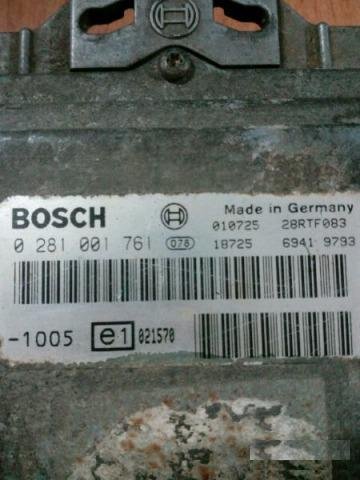 BOSCH
Made in Germany
010725 28RTF083
0 281 001 761 078 18725 6941 9793
-1005 e1 021570